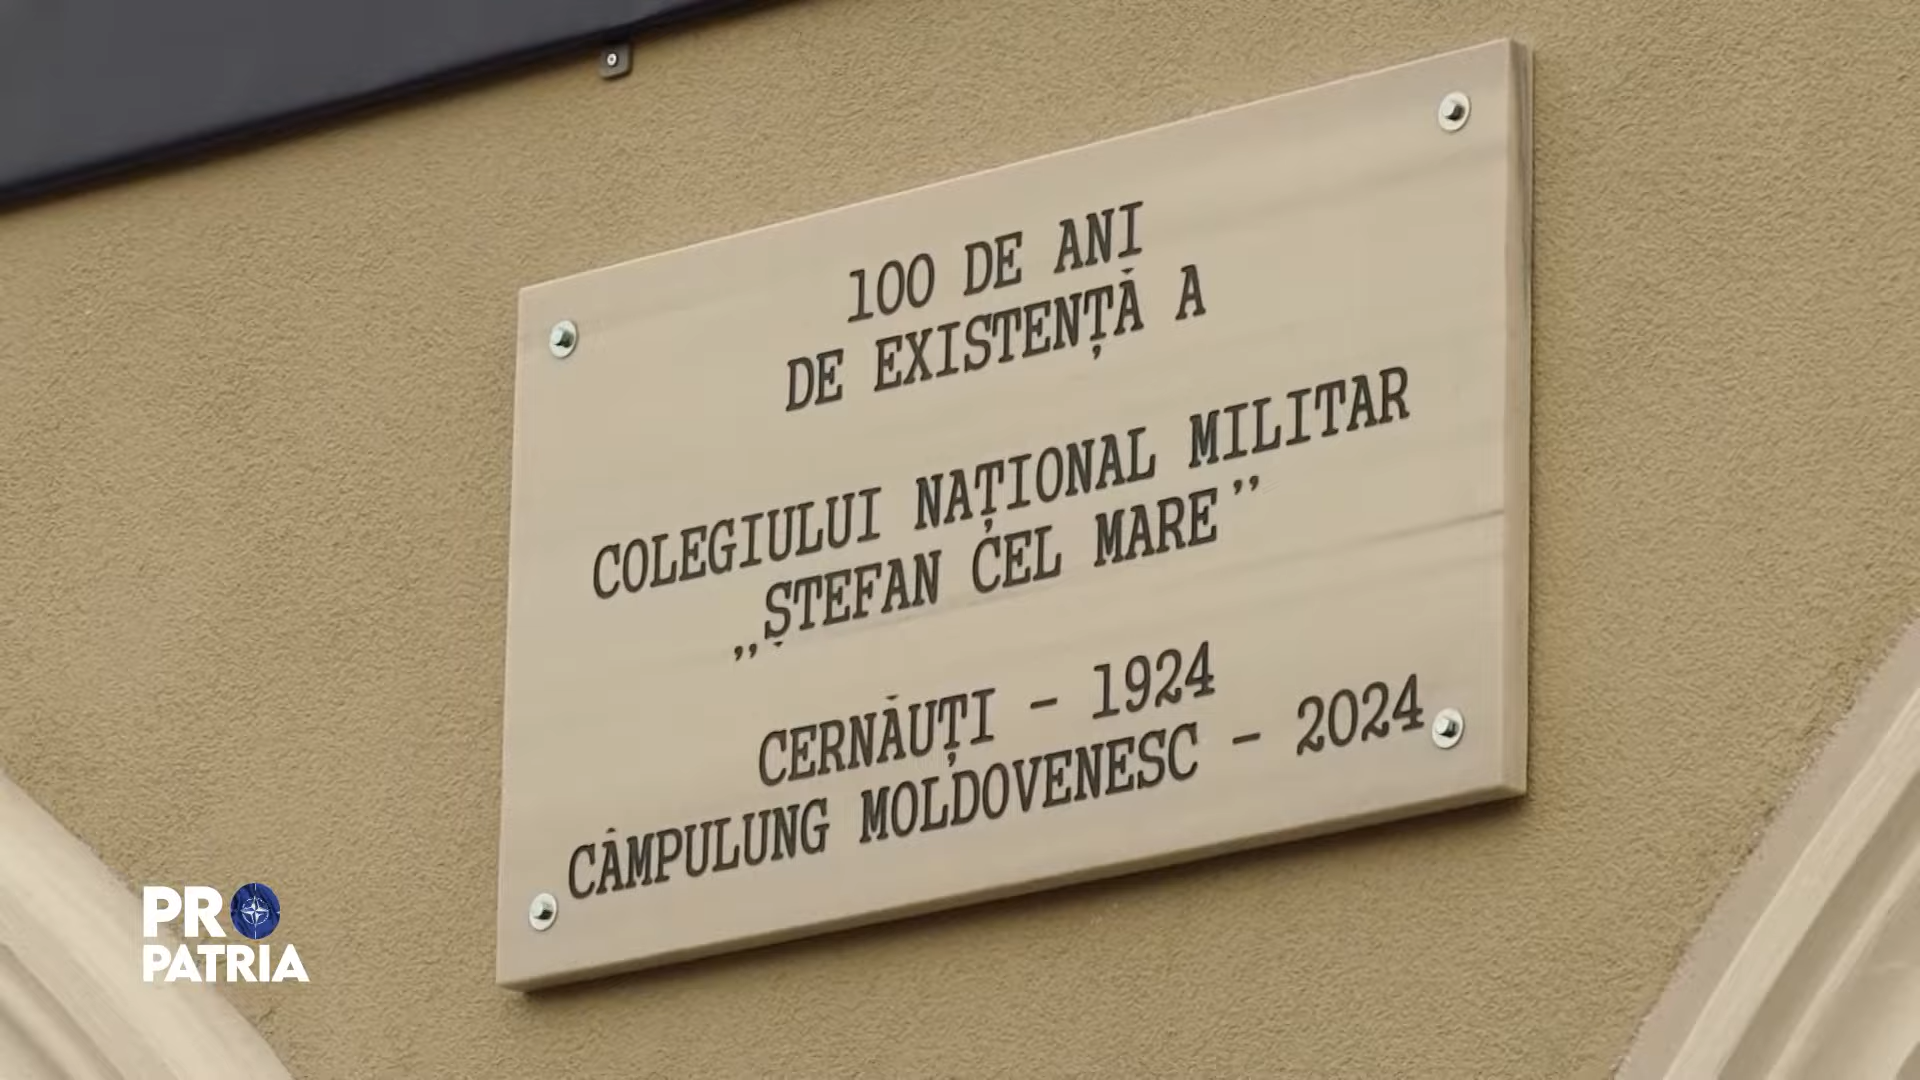 100 DE ANI
DE EXISTENȚĂ A
COLEGIULUI NAȚIONAL MILITAR
„ȘTEFAN CEL MARE”
CERNĂUȚI - 1924
CÂMPULUNG MOLDOVENESC - 2024
PRO
PATRIA